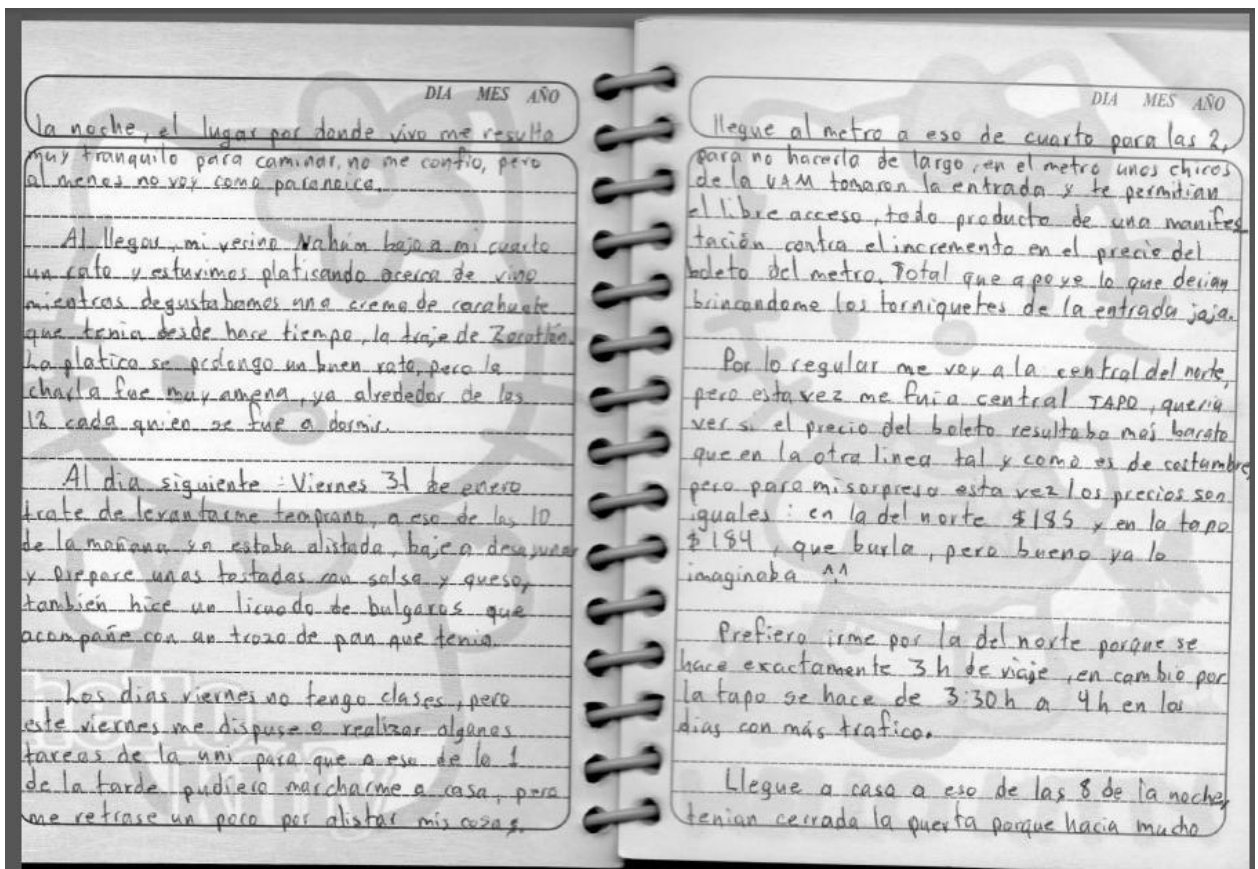 DIA MES AÑO
la noche, el lugar por donde vivo me resulta
muy tranquilo para caminar, no me confio, pero
al menos no voy como paranoica.
Al llegar, mi vecino Nahúm bajo a mi cuarto
un rato y estuvimos platicando acerca de vino
mientras degustabamos una crema de cacahuate
que tenia desde hace tiempo, la traje de Zacatlán.
La platica se prolongo un buen rato, pero la
charla fue muy amena, ya alrededor de las
12 cada quien se fue a dormir.
Al dia siguiente : Viernes 31 de enero
trate de levantarme temprano, a eso de las 10
de la mañana ya estaba alistada, baje a desayunar
y prepare unas tostadas con salsa y queso,
tambien hice un licuado de bulgaros que
acompañe con un trozo de pan que tenia.
Los dias viernes no tengo clases, pero
este viernes me dispuse a realizar algunas
tareas de la uni para que a eso de la 1
de la tarde pudiera marcharme a casa, pero
me retrase un poco por alistar mis cosas.
DIA MES AÑO
llegue al metro a eso de cuarto para las 2,
para no hacerla de largo, en el metro unos chicos
de la UAM tomaron la entrada y te permitian
el libre acceso, todo producto de una manifes
tación contra el incremento en el precio del
boleto del metro. Total que apoye lo que decian
brincandome los torniquetes de la entrada jaja.
Por lo regular me voy a la central del norte,
pero esta vez me fui a central TAPO, queria
ver si el precio del boleto resultaba más barato
que en la otra linea tal y como es de costumbre,
pero para mi sorpresa esta vez los precios son
iguales : en la del norte $185 y en la tapo
$184, que burla, pero bueno ya lo
imaginaba ^.^
Prefiero irme por la del norte porque se
hace exactamente 3 h de viaje, en cambio por
la tapo se hace de 3:30 h a 4 h en los
dias con más trafico.
Llegue a casa a eso de las 8 de la noche,
tenian cerrada la puerta porque hacia mucho